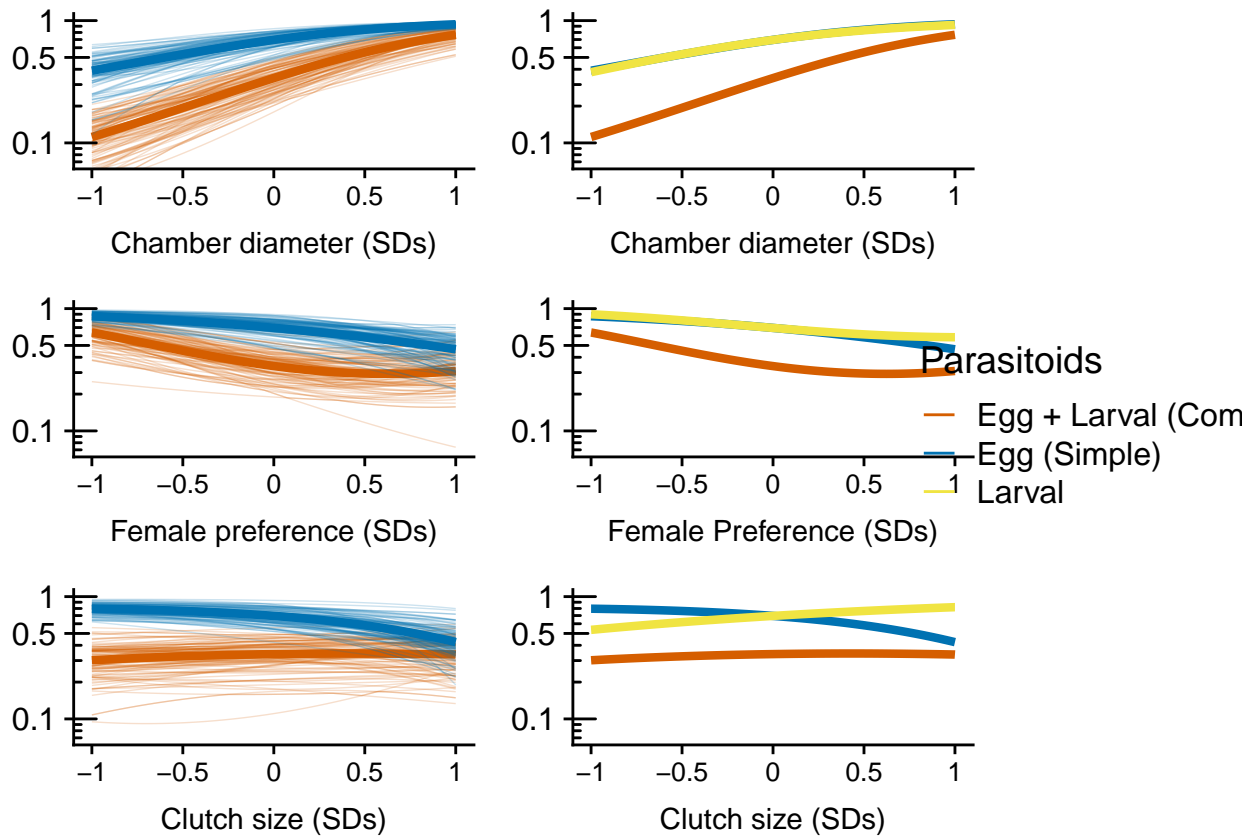 1
0.5
0.1
−1 −0.5 0 0.5 1
Chamber diameter (SDs)
1
0.5
0.1
−1 −0.5 0 0.5 1
Chamber diameter (SDs)
1
0.5
0.1
−1 −0.5 0 0.5 1
Female preference (SDs)
1
0.5
0.1
−1 −0.5 0 0.5 1
Female Preference (SDs)
Parasitoids
Egg + Larval (Com
Egg (Simple)
Larval
1
0.5
0.1
−1 −0.5 0 0.5 1
Clutch size (SDs)
1
0.5
0.1
−1 −0.5 0 0.5 1
Clutch size (SDs)